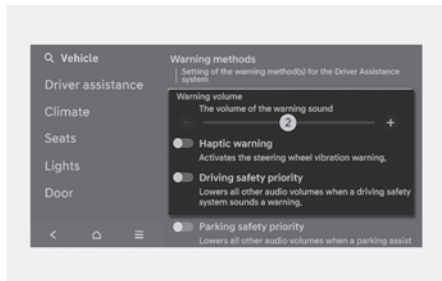 Vehicle
Driver assistance
Climate
Seats
Lights
Door
Warning methods
Setting of the warning method(s) for the Driver Assistance
system
Warning volume
The volume of the warning sound
2
Haptic warning
Activates the steering wheel vibration warning.
Driving safety priority
Lowers all other audio volumes when a driving safety
system sounds a warning.
Parking safety priority
Lowers all other audio volumes when a parking assist